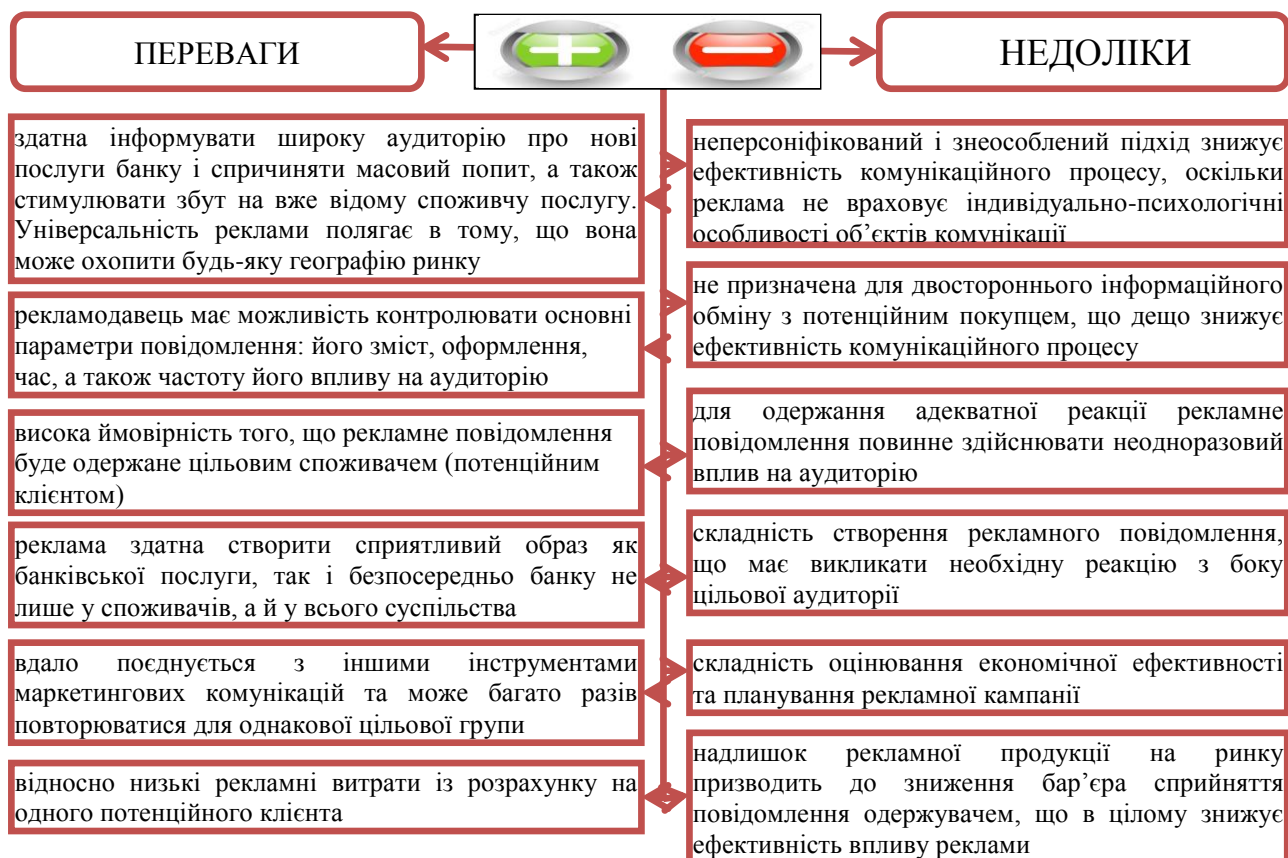 ПЕРЕВАГИ
НЕДОЛІКИ
здатна інформувати широку аудиторію про нові
послуги банку і спричиняти масовий попит, а також
стимулювати збут на вже відому споживчу послугу.
Універсальність реклами полягає в тому, що вона
може охопити будь-яку географію ринку
рекламодавець має можливість контролювати основні
параметри повідомлення: його зміст, оформлення,
час, а також частоту його впливу на аудиторію
висока ймовірність того, що рекламне повідомлення
буде одержане цільовим споживачем (потенційним
клієнтом)
реклама здатна створити сприятливий образ як
банківської послуги, так і безпосередньо банку не
лише у споживачів, а й у всього суспільства
вдало поєднується з іншими інструментами
маркетингових комунікацій та може багато разів
повторюватися для однакової цільової групи
відносно низькі рекламні витрати із розрахунку на
одного потенційного клієнта
неперсоніфікований і знеособлений підхід знижує
ефективність комунікаційного процесу, оскільки
реклама не враховує індивідуально-психологічні
особливості об’єктів комунікації
не призначена для двостороннього інформаційного
обміну з потенційним покупцем, що дещо знижує
ефективність комунікаційного процесу
для одержання адекватної реакції рекламне
повідомлення повинне здійснювати неодноразовий
вплив на аудиторію
складність створення рекламного повідомлення,
що має викликати необхідну реакцію з боку
цільової аудиторії
складність оцінювання економічної ефективності
та планування рекламної кампанії
надлишок рекламної продукції на ринку
призводить до зниження бар’єра сприйняття
повідомлення одержувачем, що в цілому знижує
ефективність впливу реклами